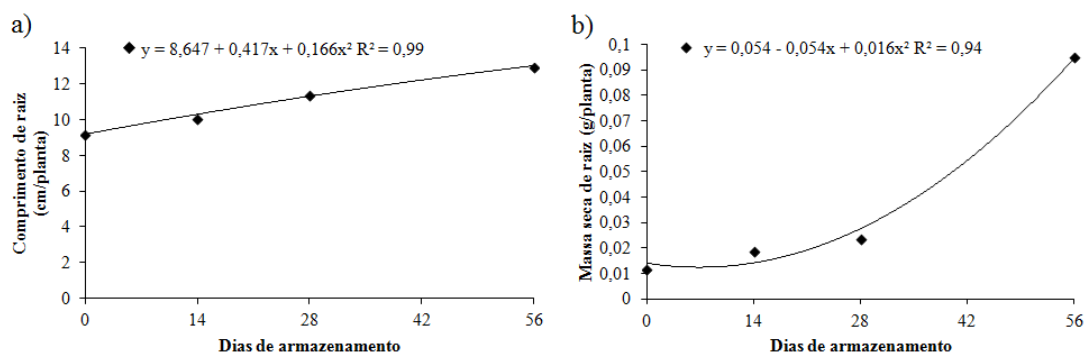 a)
y = 8,647 + 0,417x + 0,166x² R² = 0,99
Comprimento de raiz
(cm/planta)
14
12
10
8
6
4
2
0
0 14 28 42 56
Dias de armazenamento
b)
y = 0,054 - 0,054x + 0,016x² R² = 0,94
Massa seca de raiz (g/planta)
0,1
0,09
0,08
0,07
0,06
0,05
0,04
0,03
0,02
0,01
0
0 14 28 42 56
Dias de armazenamento